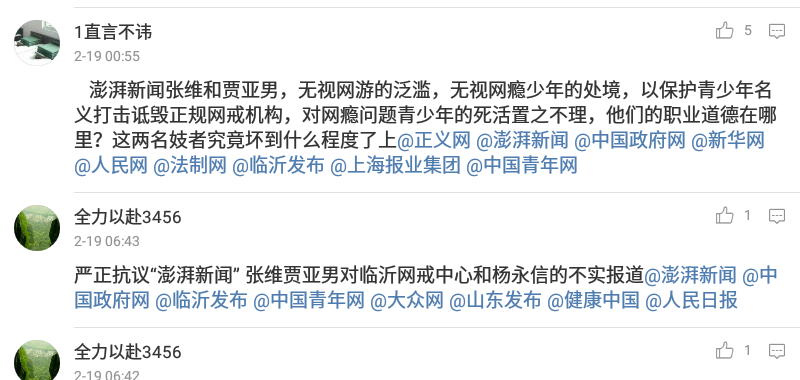 1直言不讳
5
2-19 00:55
澎湃新闻张维和贾亚男，无视网游的泛滥，无视网瘾少年的处境，以保护青少年名
义打击诋毁正规网戒机构，对网瘾问题青少年的死活置之不理，他们的职业道德在哪
里？这两名妓者究竟坏到什么程度了上@正义网 @澎湃新闻 @中国政府网 @新华网
@人民网 @法制网 @临沂发布 @上海报业集团 @中国青年网
全力以赴3456
1
2-19 06:43
严正抗议“澎湃新闻” 张维贾亚男对临沂网戒中心和杨永信的不实报道@澎湃新闻 @中
国政府网 @临沂发布 @中国青年网 @大众网 @山东发布 @健康中国 @人民日报
全力以赴3456
1
2-19 06:42